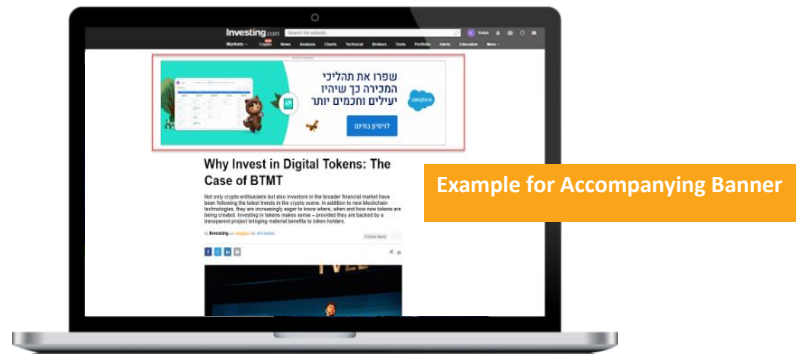 Investing.com
Search the website...
Markets Crypto News Analysis Charts Technical Brokers Tools Portfolio Alerts Education More
שפרו את תהליכי
המכירה כך שיהיו
יעילים וחכמים יותר
salesforce
לניסיון בחינם
Why Invest in Digital Tokens: The
Case of BTMT
Not only crypto enthusiasts but also investors in the broader financial market have
been following the latest trends in the crypto scene. In addition to new blockchain
technologies, they are increasingly eager to know where, when and how new tokens are
being created. Investing in tokens makes sense – provided they are backed by a
transparent project bringing material benefits to token holders.
Example for Accompanying Banner